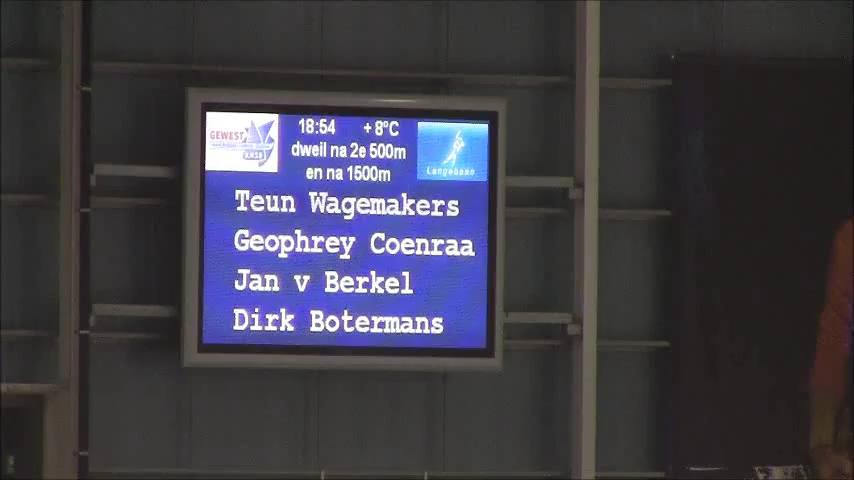 GEWEST
KNSB
18:54 +8°C
dweil na 2e 500m
en na 1500m
Langebaan
Teun Wagemakers
Geophrey Coenraa
Jan v Berkel
Dirk Botermans